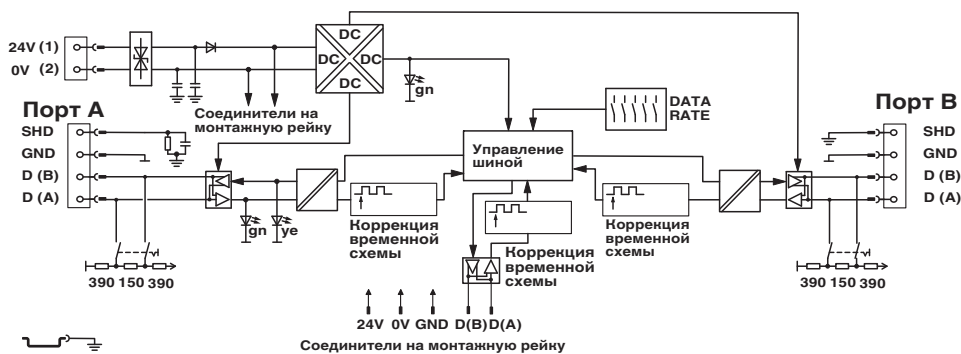 24V (1)
0V (2)
DC
DC
DC
DC
gn
Соединители на
монтажную рейку
DATA
RATE
Порт A
Порт B
SHD
GND
D (B)
D (A)
SHD
GND
D (B)
D (A)
Управление
шиной
gn
ye
Коррекция
временной
схемы
Коррекция
временной
схемы
Коррекция
временной
схемы
390 150 390
390 150 390
24V 0V GND D(B) D(A)
Соединители на монтажную рейку